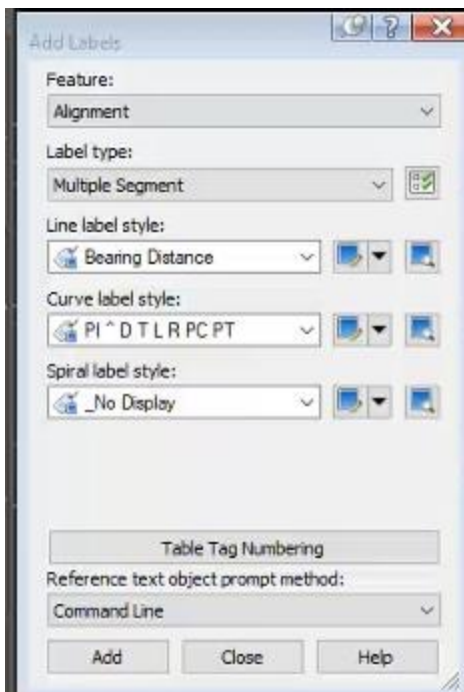 Add Labels
?
Feature:
Alignment
Label type:
Multiple Segment
Line label style:
Bearing Distance
Curve label style:
PI ^ D T L R PC PT
Spiral label style:
_No Display
Table Tag Numbering
Reference text object prompt method:
Command Line
Add Close Help